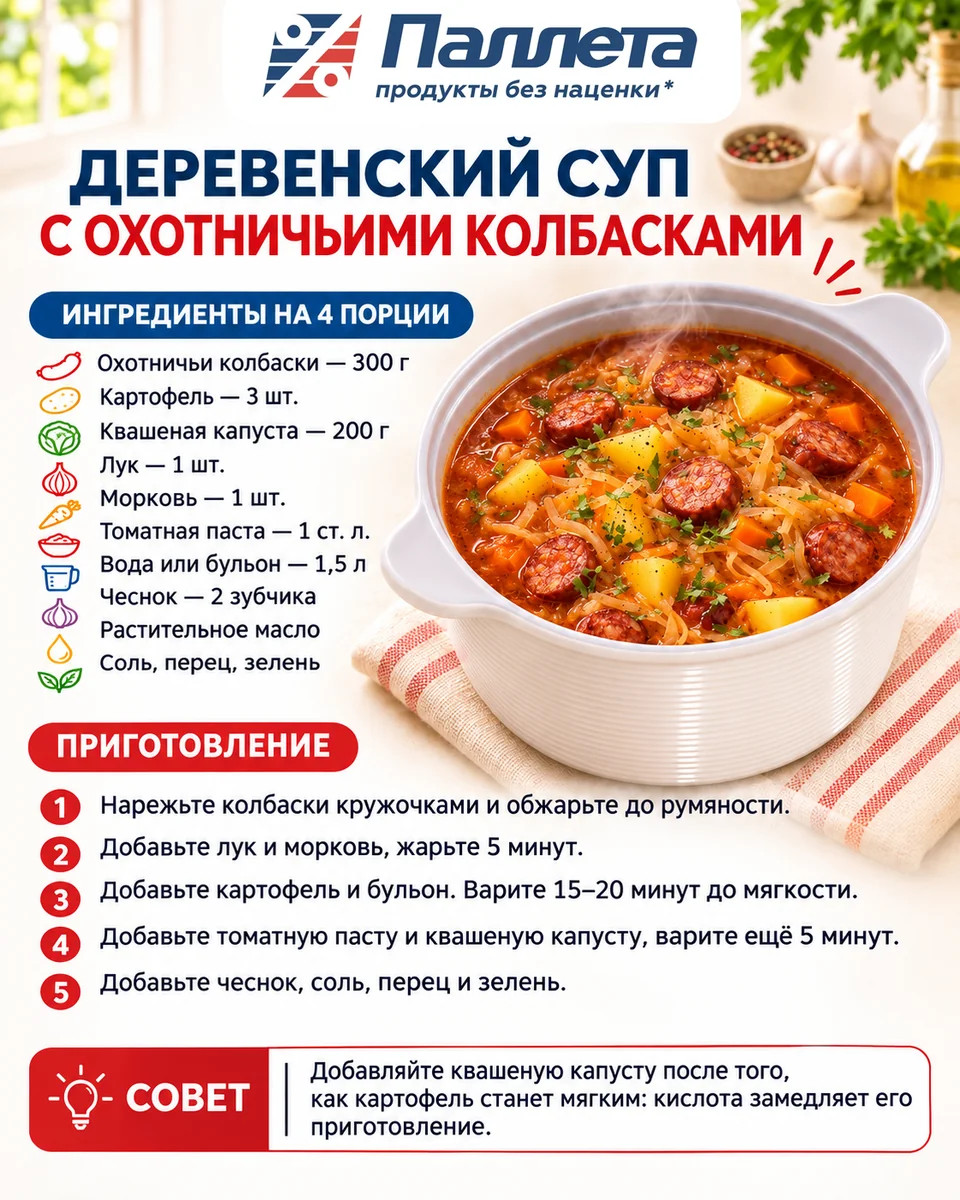 Паллета
продукты без наценки*
ДЕРЕВЕНСКИЙ СУП
С ОХОТНИЧЬИМИ КОЛБАСКАМИ
ИНГРЕДИЕНТЫ НА 4 ПОРЦИИ
Охотничьи колбаски — 300 г
Картофель — 3 шт.
Квашеная капуста — 200 г
Лук — 1 шт.
Морковь — 1 шт.
Томатная паста — 1 ст. л.
Вода или бульон — 1,5 л
Чеснок — 2 зубчика
Растительное масло
Соль, перец, зелень
ПРИГОТОВЛЕНИЕ
1 Нарежьте колбаски кружочками и обжарьте до румяности.
2 Добавьте лук и морковь, жарьте 5 минут.
3 Добавьте картофель и бульон. Варите 15–20 минут до мягкости.
4 Добавьте томатную пасту и квашеную капусту, варите ещё 5 минут.
5 Добавьте чеснок, соль, перец и зелень.
СОВЕТ
Добавляйте квашеную капусту после того,
как картофель станет мягким: кислота замедляет его
приготовление.